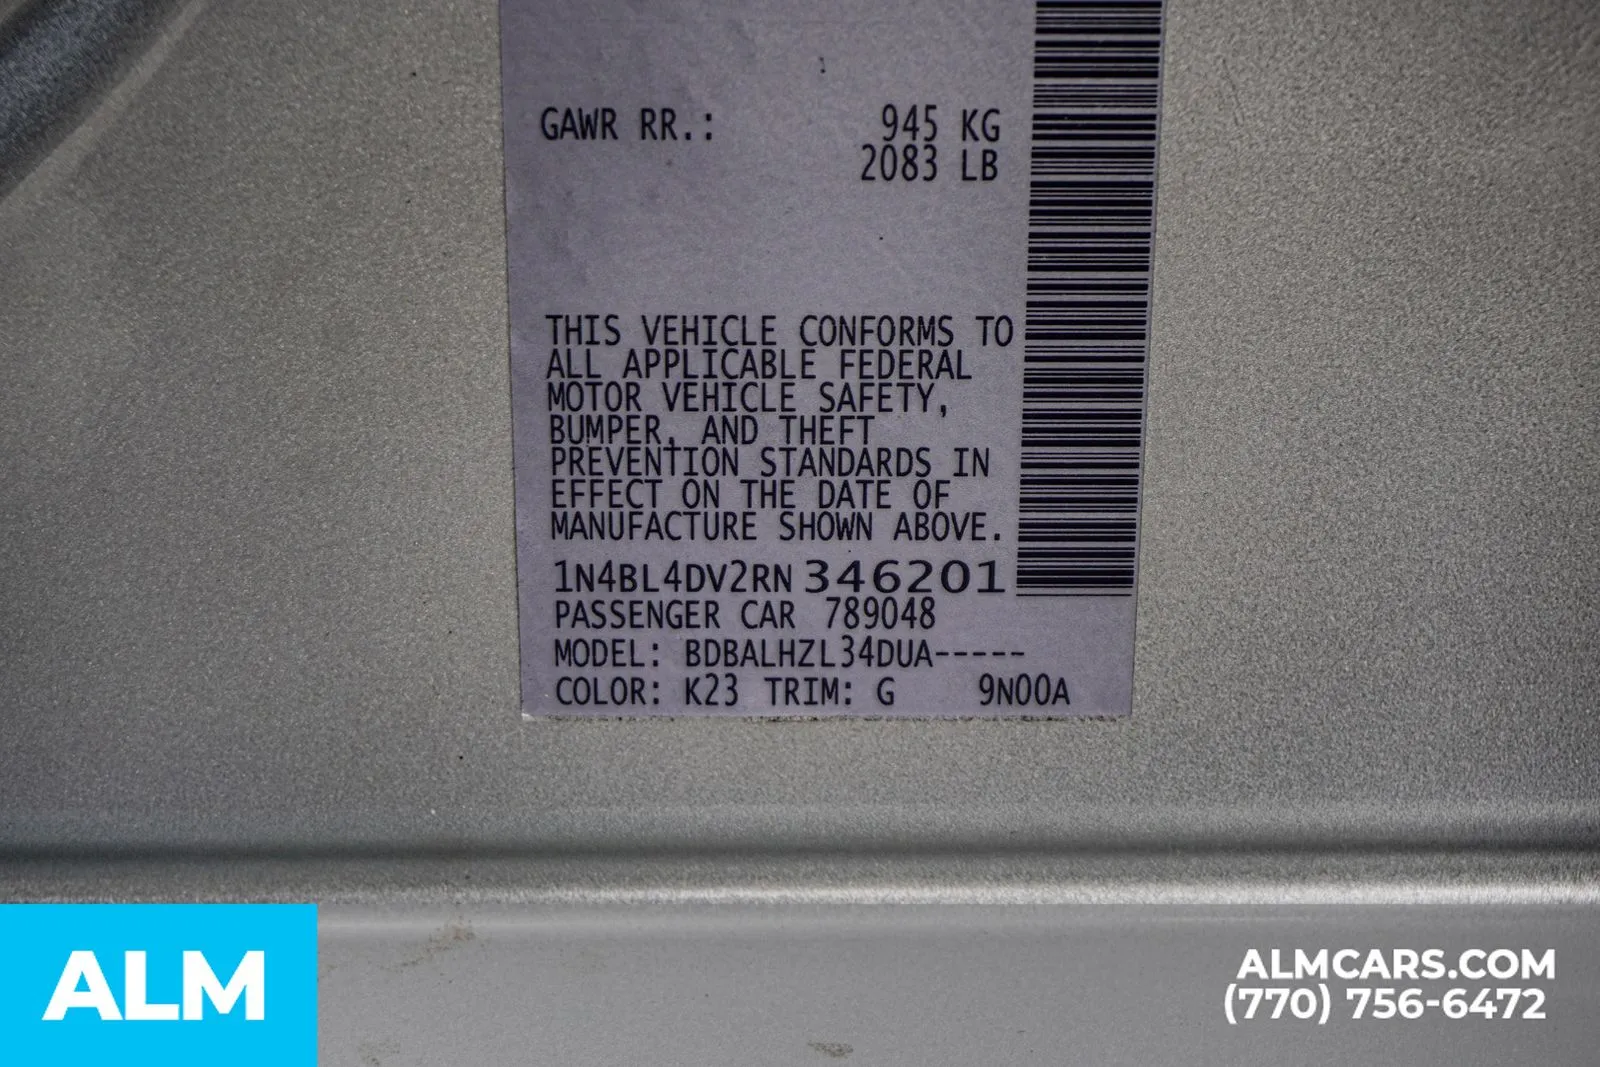 GAWR RR.: 945 KG
2083 LB
THIS VEHICLE CONFORMS TO
ALL APPLICABLE FEDERAL
MOTOR VEHICLE SAFETY,
BUMPER, AND THEFT
PREVENTION STANDARDS IN
EFFECT ON THE DATE OF
MANUFACTURE SHOWN ABOVE.
1N4BL4DV2RN346201
PASSENGER CAR 789048
MODEL: BDBALHZL34DUA-----
COLOR: K23 TRIM: G 9N00A
ALM
ALMCARS.COM
(770) 756-6472